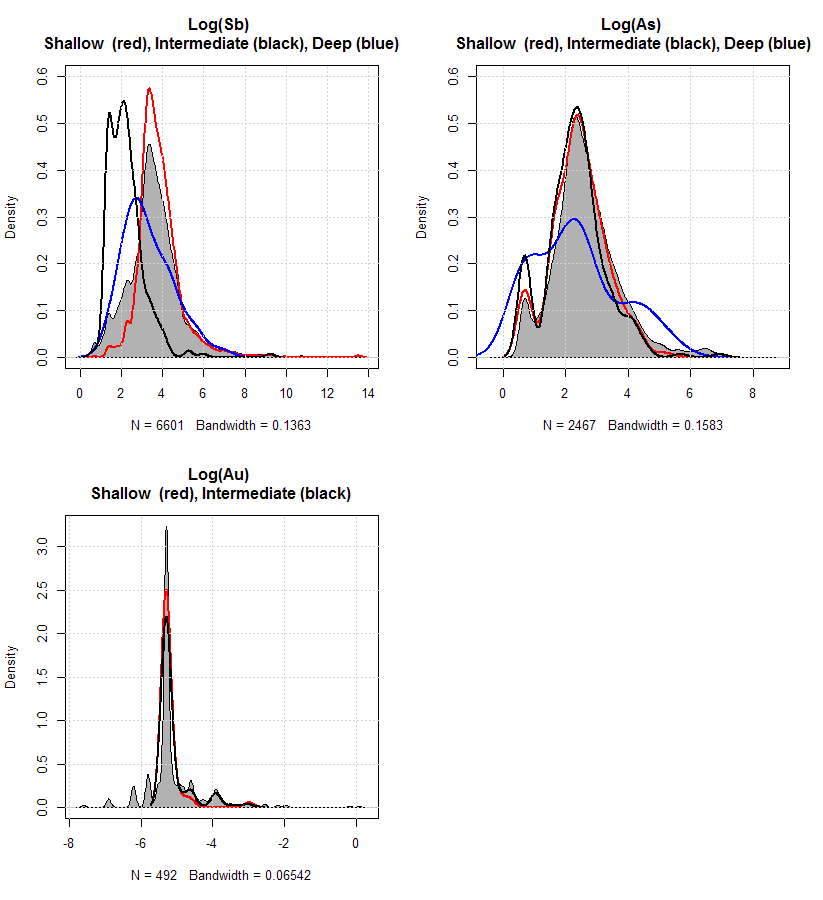 Log(Sb)
Shallow  (red), Intermediate (black), Deep (blue)
0.6
0.5
0.4
0.3
0.2
0.1
0.0
Density
0 2 4 6 8 10 12 14
N = 6601   Bandwidth = 0.1363
Log(As)
Shallow  (red), Intermediate (black), Deep (blue)
0.6
0.5
0.4
0.3
0.2
0.1
0.0
Density
0 2 4 6 8
N = 2467   Bandwidth = 0.1583
Log(Au)
Shallow  (red), Intermediate (black)
3.0
2.5
2.0
1.5
1.0
0.5
0.0
Density
-8 -6 -4 -2 0
N = 492   Bandwidth = 0.06542